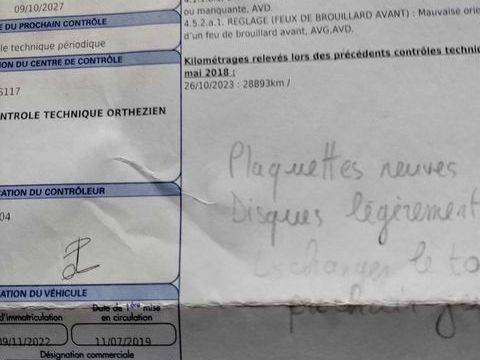 09/10/2027
E DU PROCHAIN CONTRÔLE
le technique périodique
ION DU CENTRE DE CONTRÔLE
S117
NTROLE TECHNIQUE ORTHEZIEN
CATION DU CONTRÔLEUR
04
ATION DU VÉHICULE
d'immatriculation
Date de 1ère mise
en circulation
09/11/2022
11/07/2019
Désignation commerciale
ou manquante, AVD.
4.5.2.a.1. REGLAGE (FEUX DE BROUILLARD AVANT) : Mauvaise orie
d'un feu de brouillard avant, AVG,AVD.
Kilométrages relevés lors des précédents contrôles techni
mai 2018 :
26/10/2023 : 28893km /
Plaquettes neuves
Disques légèrement
le to
prochain